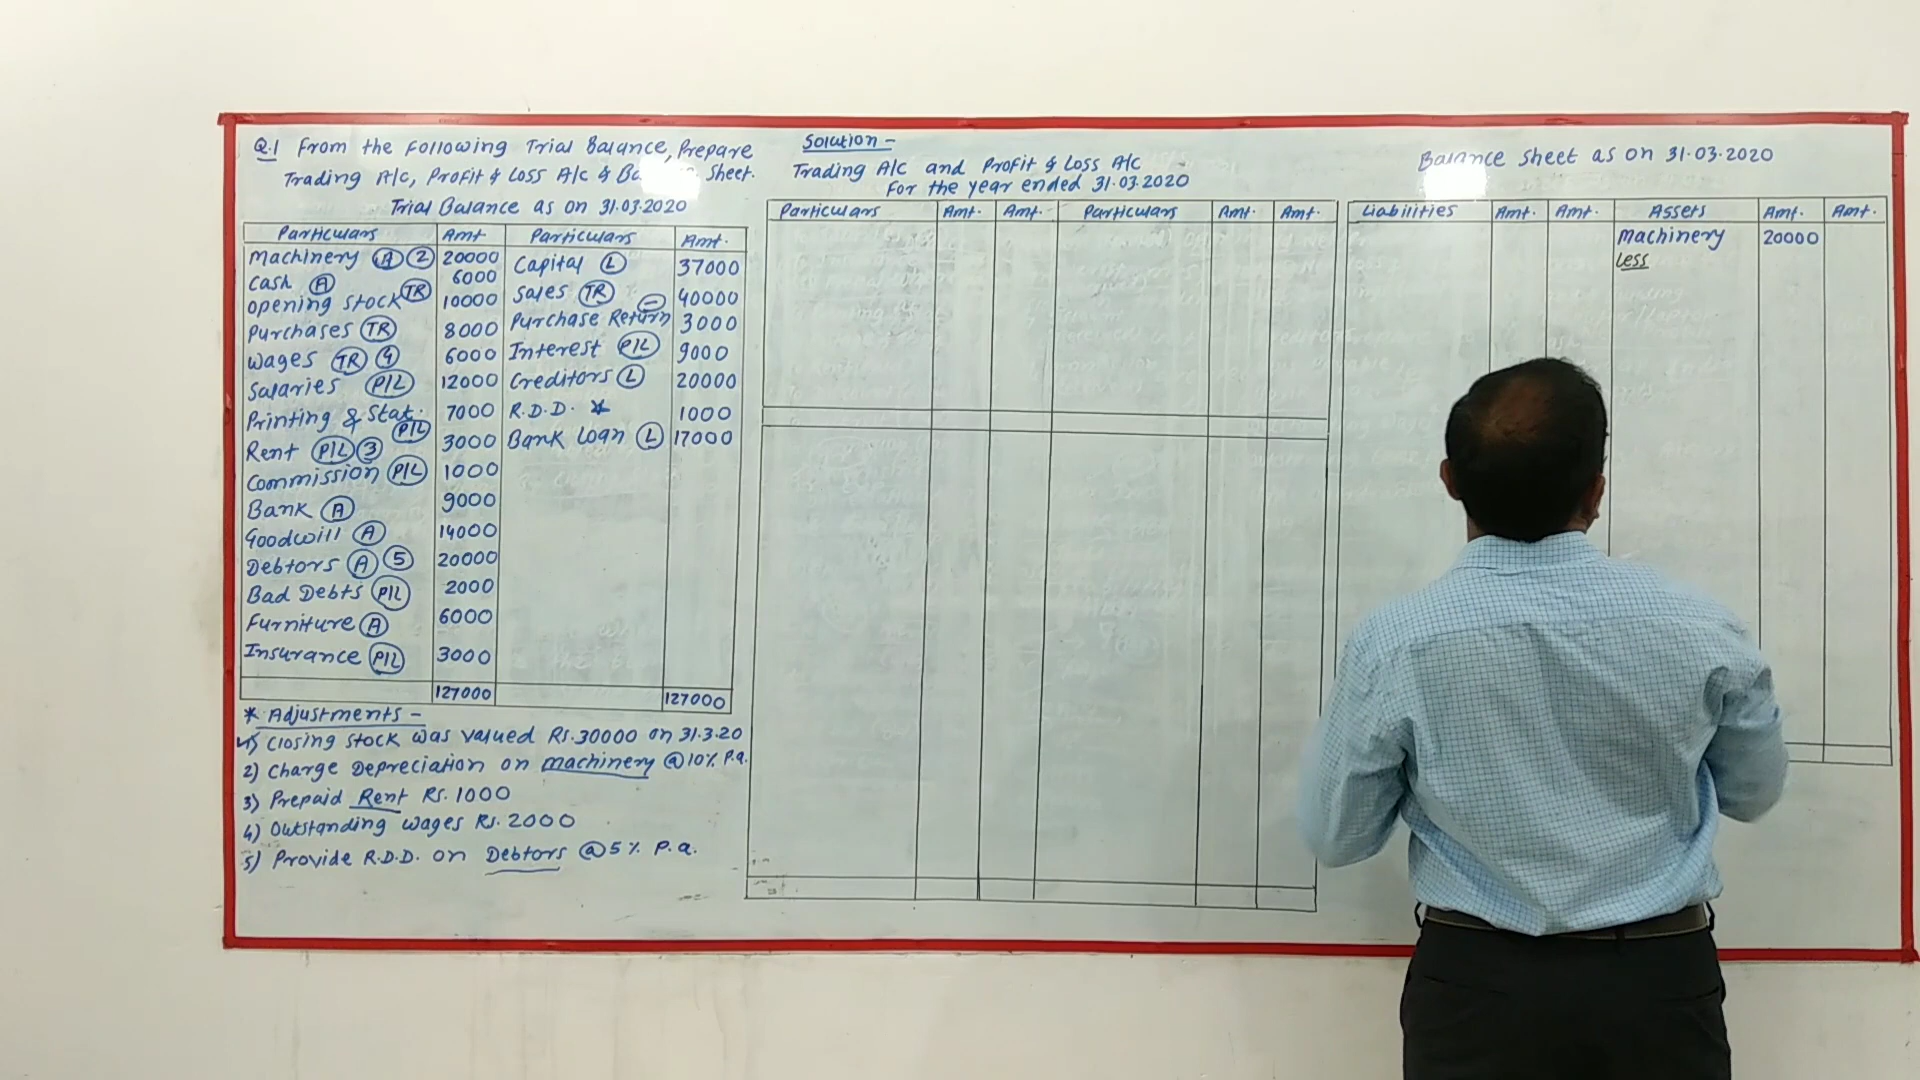 Q.1 From the Following Trial Balance, Prepare
Trading A/c, Profit & Loss A/c & Ba e Sheet.
Trial Balance as on 31.03.2020
Particulars Amt Particulars Amt.
Machinery (A) (2) 20000 Capital (L) 37000
Cash (A) 6000 Sales (TR) 40000
Opening Stock (TR) 10000 Purchase Return (-) 3000
Purchases (TR) 8000 Interest (P/L) 9000
Wages (TR) (4) 6000 Creditors (L) 20000
Salaries (P/L) 12000 R.D.D. * 1000
Printing & Stat. (P/L) 7000 Bank Loan (L) 17000
Rent (P/L) (3) 3000
Commission (P/L) 1000
Bank (A) 9000
Goodwill (A) 14000
Debtors (A) (5) 20000
Bad Debts (P/L) 2000
Furniture (A) 6000
Insurance (P/L) 3000
127000 127000
* Adjustments -
1) Closing Stock was valued Rs.30000 on 31.3.20
2) Charge Depreciation on machinery @10% P.a.
3) Prepaid Rent Rs.1000
4) Outstanding wages Rs.2000
5) Provide R.D.D. on Debtors @5% P.a.
Solution -
Trading A/c and Profit & Loss A/c
For the year ended 31.03.2020
Particulars Amt. Amt. Particulars Amt. Amt.
Balance Sheet as on 31.03.2020
Liabilities Amt. Amt. Assets Amt. Amt.
Machinery 20000
Less